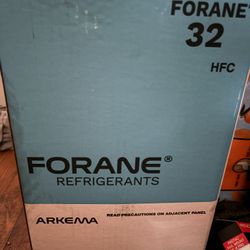 FORANE®
32
HFC
FORANE®
REFRIGERANTS
ARKEMA
READ PRECAUTIONS ON ADJACENT PANEL